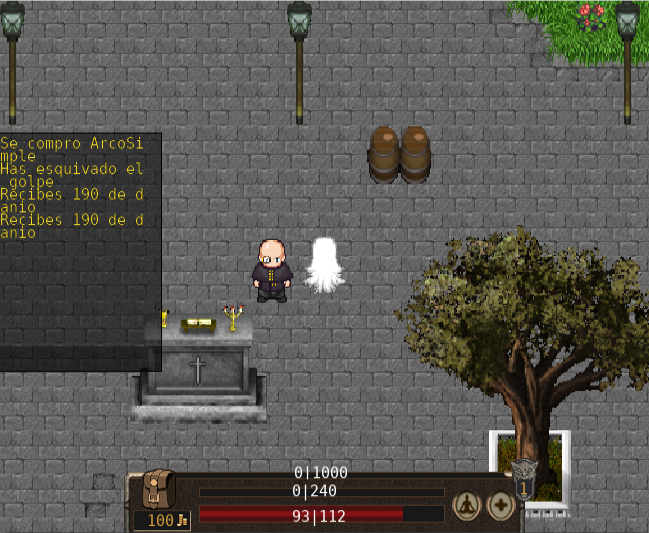 Se compro ArcoSi
mple
Has esquivado el
golpe
Recibes 190 de d
anio
Recibes 190 de d
anio
0|1000
0|240
1
93|112
100